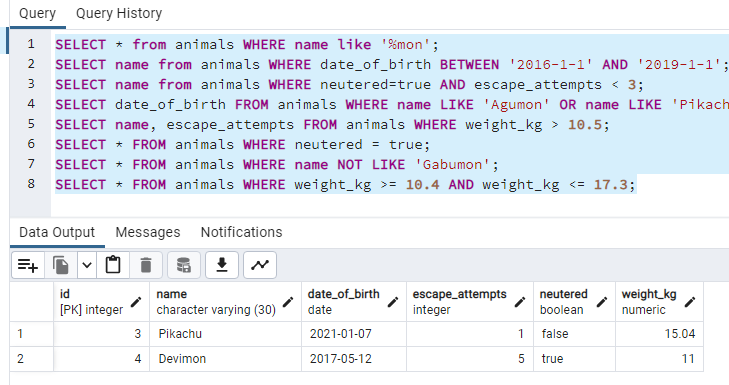 Query Query History
1 SELECT * from animals WHERE name like '%mon';
2 SELECT name from animals WHERE date_of_birth BETWEEN '2016-1-1' AND '2019-1-1';
3 SELECT name from animals WHERE neutered=true AND escape_attempts < 3;
4 SELECT date_of_birth FROM animals WHERE name LIKE 'Agumon' OR name LIKE 'Pikach
5 SELECT name, escape_attempts FROM animals WHERE weight_kg > 10.5;
6 SELECT * FROM animals WHERE neutered = true;
7 SELECT * FROM animals WHERE name NOT LIKE 'Gabumon';
8 SELECT * FROM animals WHERE weight_kg >= 10.4 AND weight_kg <= 17.3;
Data Output Messages Notifications
id name date_of_birth escape_attempts neutered weight_kg
[PK] integer character varying (30) date integer boolean numeric
1 3 Pikachu 2021-01-07 1 false 15.04
2 4 Devimon 2017-05-12 5 true 11